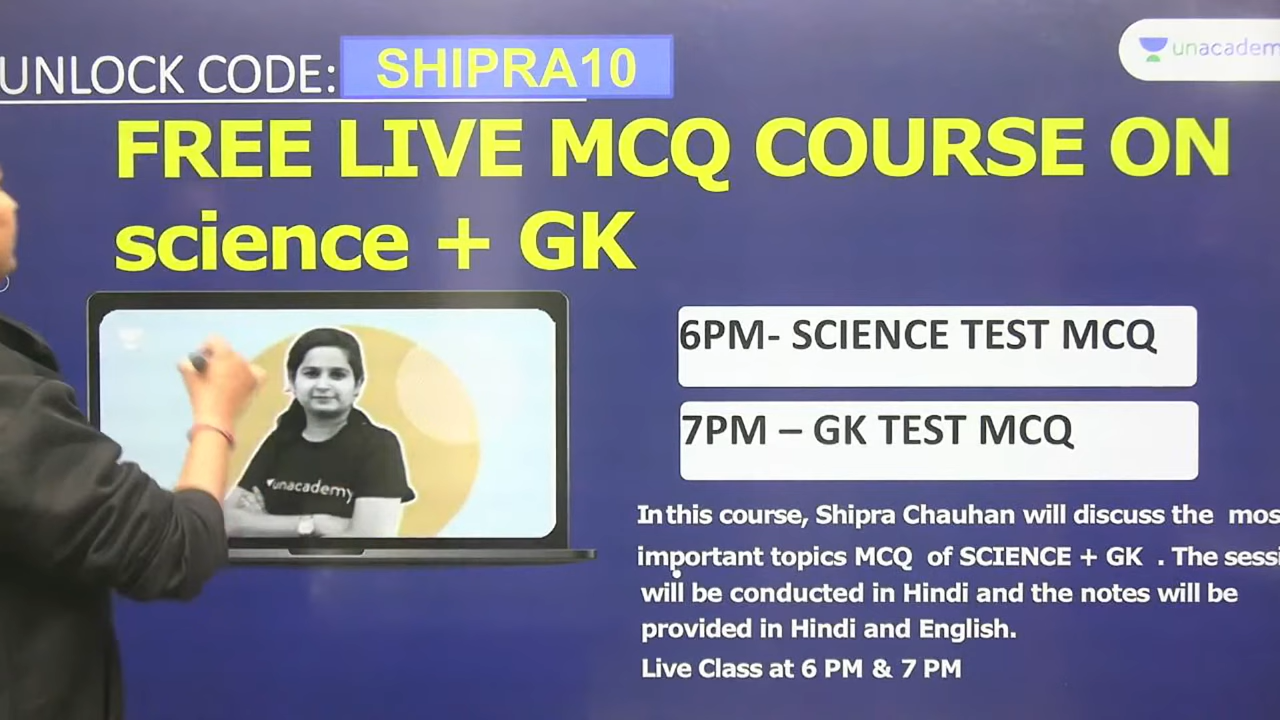 UNLOCK CODE: SHIPRA10
unacadem
FREE LIVE MCQ COURSE ON
science + GK
unacademy
6PM- SCIENCE TEST MCQ
7PM – GK TEST MCQ
In this course, Shipra Chauhan will discuss the mos
important topics MCQ of SCIENCE + GK . The sessi
will be conducted in Hindi and the notes will be
provided in Hindi and English.
Live Class at 6 PM & 7 PM